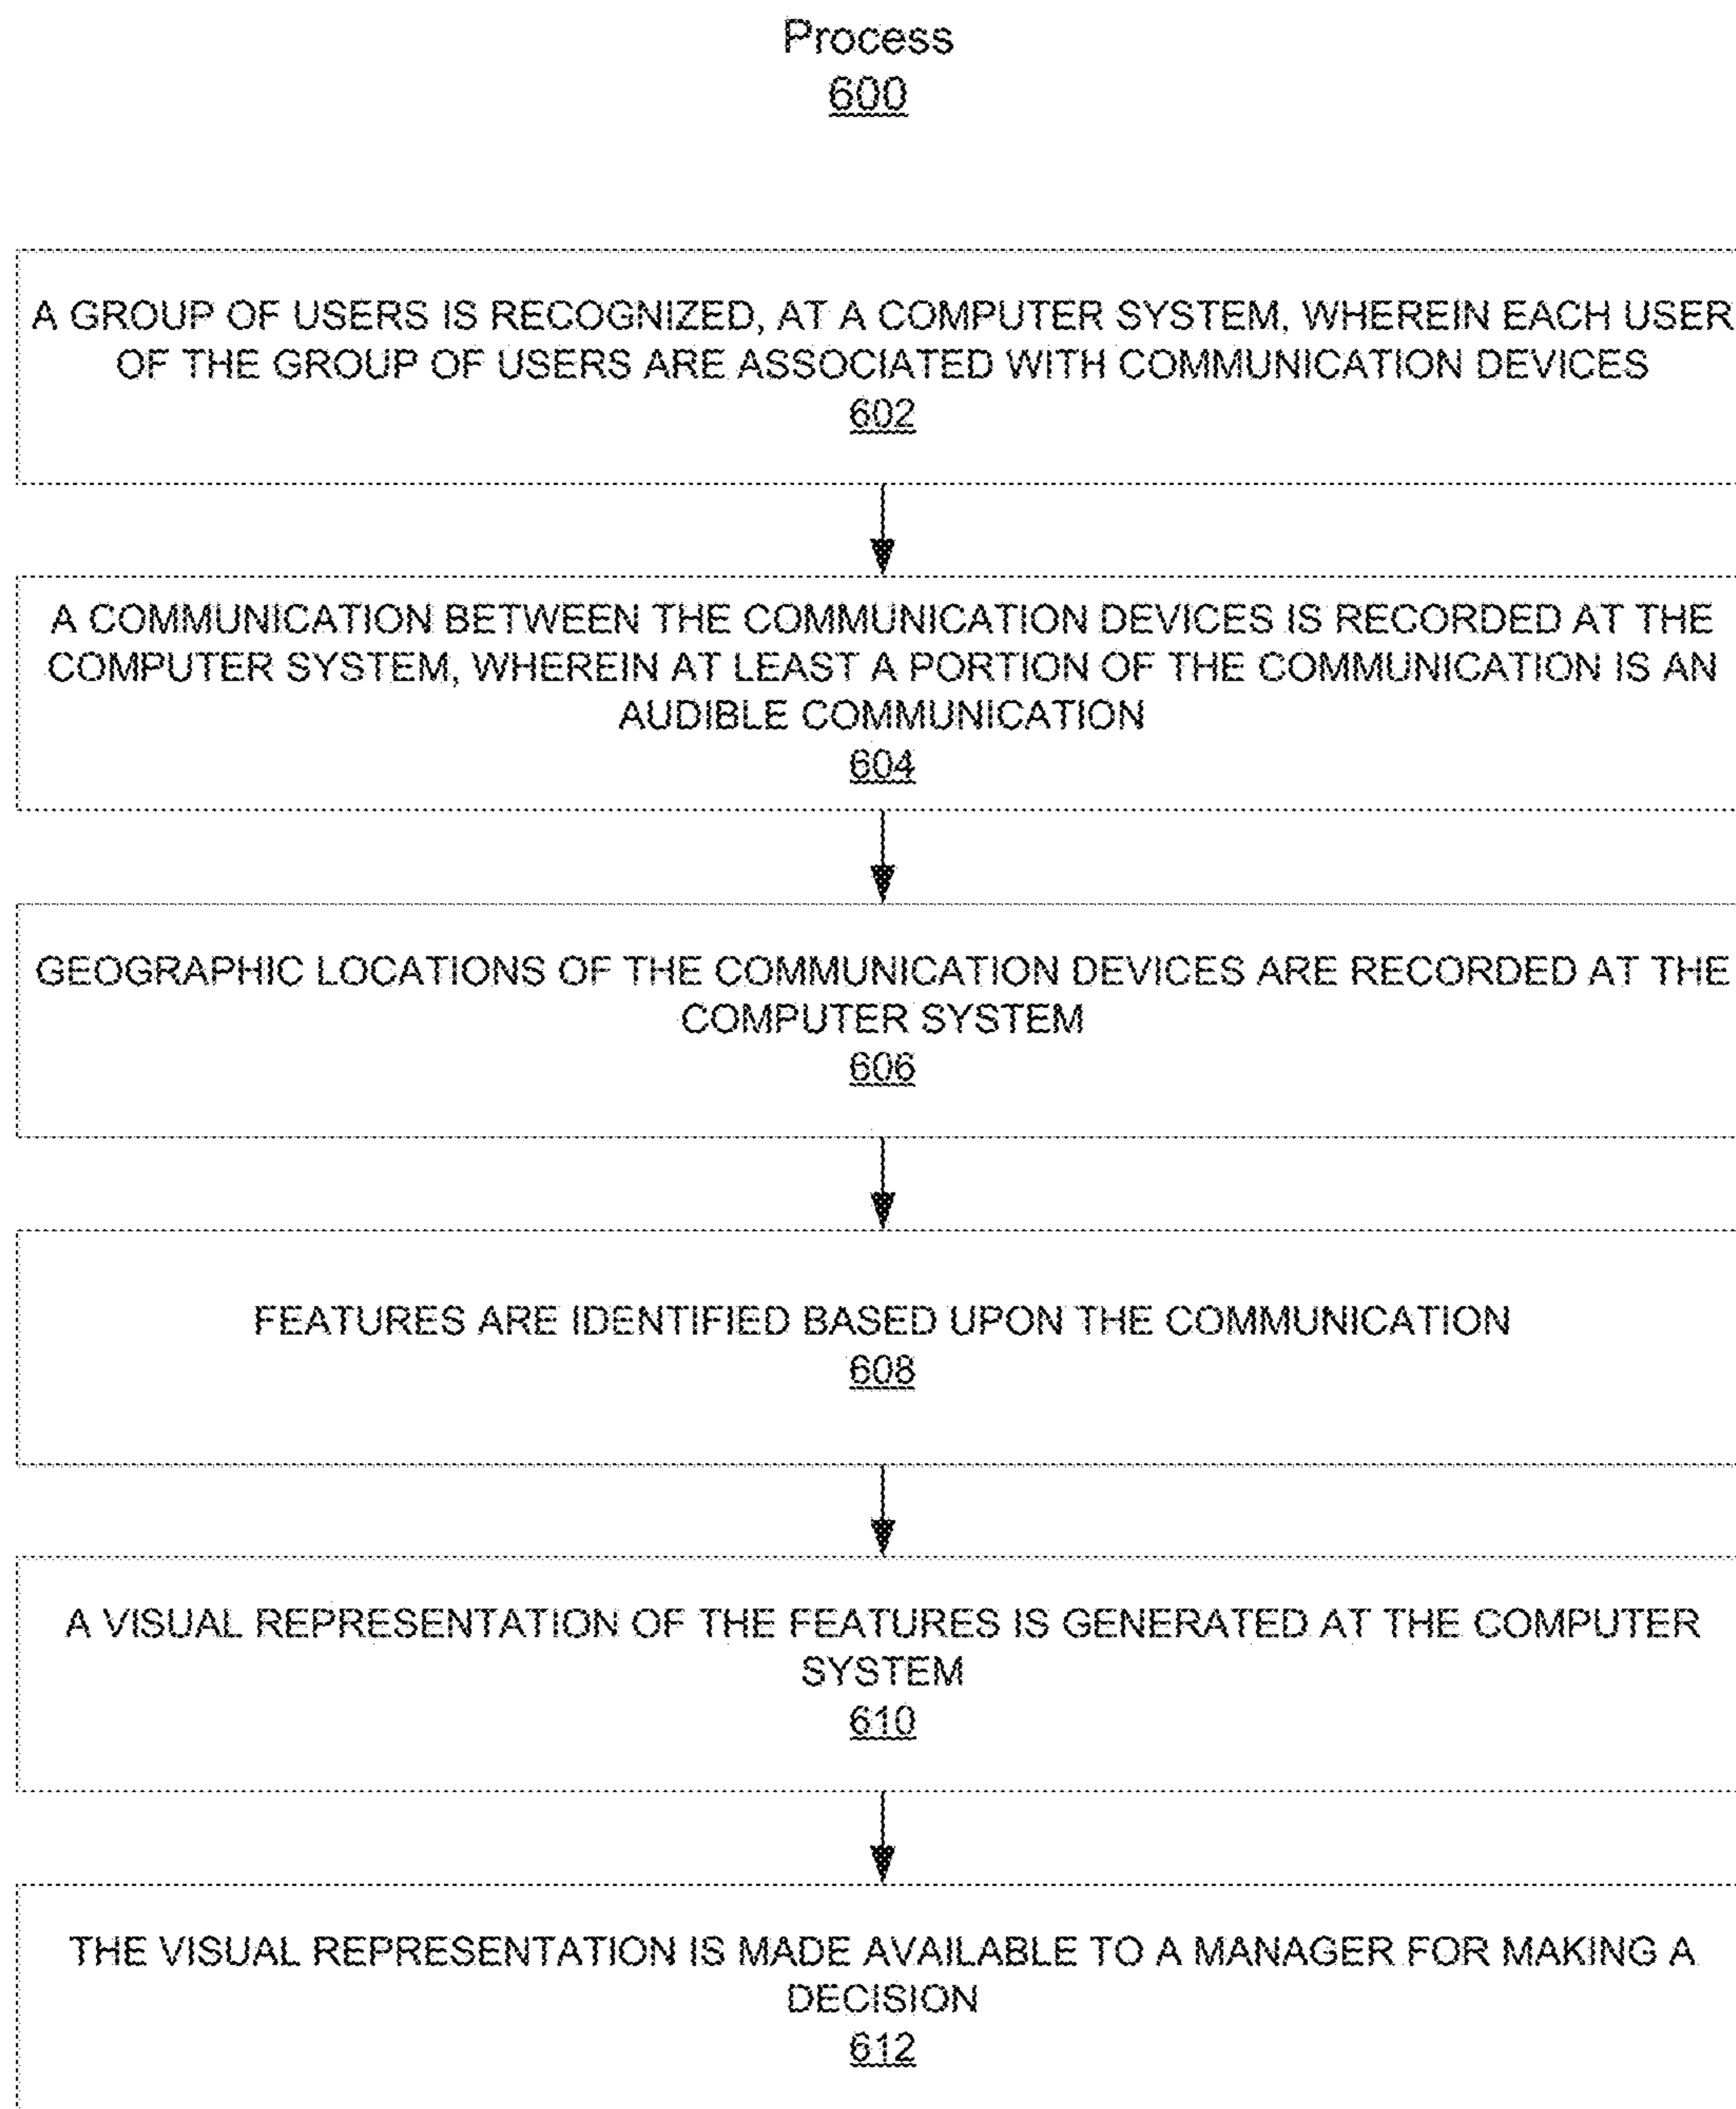 Process
600
A GROUP OF USERS IS RECOGNIZED, AT A COMPUTER SYSTEM, WHEREIN EACH USER
OF THE GROUP OF USERS ARE ASSOCIATED WITH COMMUNICATION DEVICES
602
A COMMUNICATION BETWEEN THE COMMUNICATION DEVICES IS RECORDED AT THE
COMPUTER SYSTEM, WHEREIN AT LEAST A PORTION OF THE COMMUNICATION IS AN
AUDIBLE COMMUNICATION
604
GEOGRAPHIC LOCATIONS OF THE COMMUNICATION DEVICES ARE RECORDED AT THE
COMPUTER SYSTEM
606
FEATURES ARE IDENTIFIED BASED UPON THE COMMUNICATION
608
A VISUAL REPRESENTATION OF THE FEATURES IS GENERATED AT THE COMPUTER
SYSTEM
610
THE VISUAL REPRESENTATION IS MADE AVAILABLE TO A MANAGER FOR MAKING A
DECISION
612